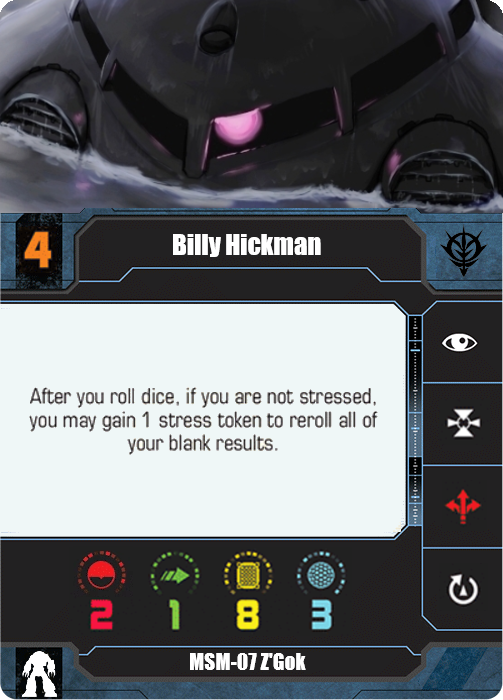 4
Billy Hickman
After you roll dice, if you are not stressed,
you may gain 1 stress token to reroll all of
your blank results.
2 1 8 3
MSM-07 Z'Gok